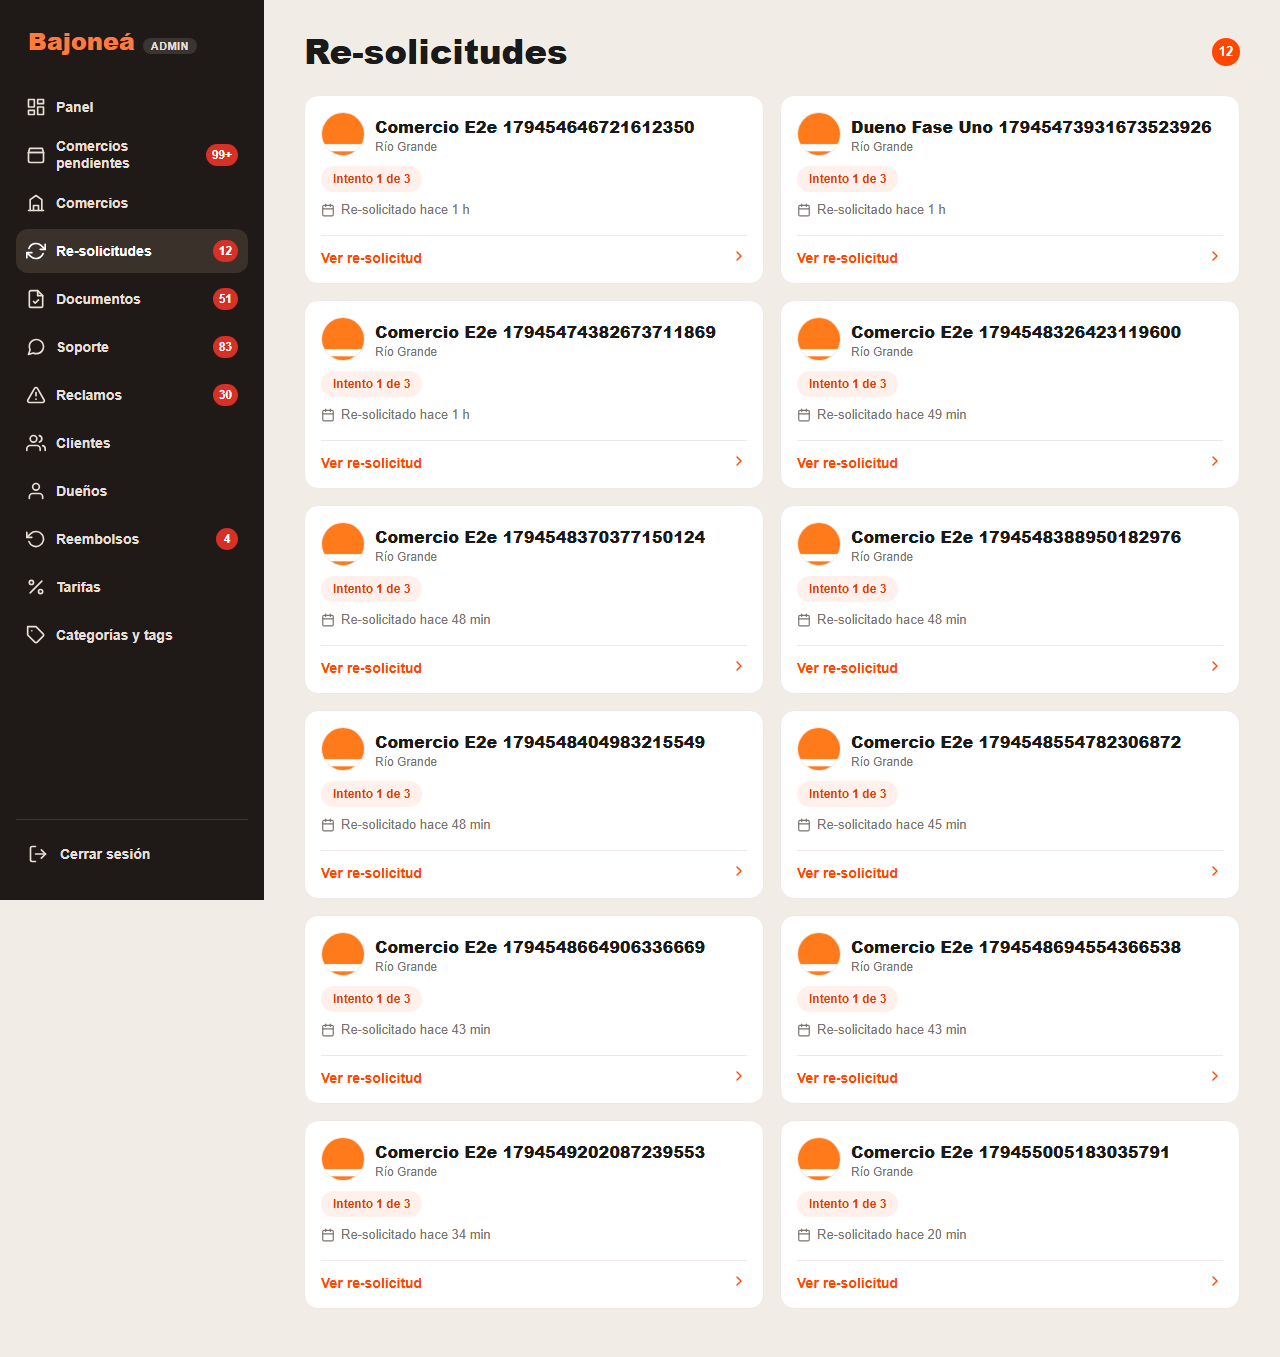 Bajoneá ADMIN
Panel
Comercios
pendientes
99+
Comercios
Re-solicitudes 12
Documentos 51
Soporte 83
Reclamos 30
Clientes
Dueños
Reembolsos 4
Tarifas
Categorías y tags
Cerrar sesión
Re-solicitudes 12
Comercio E2e 179454646721612350
Río Grande
Intento 1 de 3
Re-solicitado hace 1 h
Ver re-solicitud
Dueno Fase Uno 17945473931673523926
Río Grande
Intento 1 de 3
Re-solicitado hace 1 h
Ver re-solicitud
Comercio E2e 17945474382673711869
Río Grande
Intento 1 de 3
Re-solicitado hace 1 h
Ver re-solicitud
Comercio E2e 1794548326423119600
Río Grande
Intento 1 de 3
Re-solicitado hace 49 min
Ver re-solicitud
Comercio E2e 1794548370377150124
Río Grande
Intento 1 de 3
Re-solicitado hace 48 min
Ver re-solicitud
Comercio E2e 1794548388950182976
Río Grande
Intento 1 de 3
Re-solicitado hace 48 min
Ver re-solicitud
Comercio E2e 1794548404983215549
Río Grande
Intento 1 de 3
Re-solicitado hace 48 min
Ver re-solicitud
Comercio E2e 1794548554782306872
Río Grande
Intento 1 de 3
Re-solicitado hace 45 min
Ver re-solicitud
Comercio E2e 1794548664906336669
Río Grande
Intento 1 de 3
Re-solicitado hace 43 min
Ver re-solicitud
Comercio E2e 1794548694554366538
Río Grande
Intento 1 de 3
Re-solicitado hace 43 min
Ver re-solicitud
Comercio E2e 1794549202087239553
Río Grande
Intento 1 de 3
Re-solicitado hace 34 min
Ver re-solicitud
Comercio E2e 179455005183035791
Río Grande
Intento 1 de 3
Re-solicitado hace 20 min
Ver re-solicitud